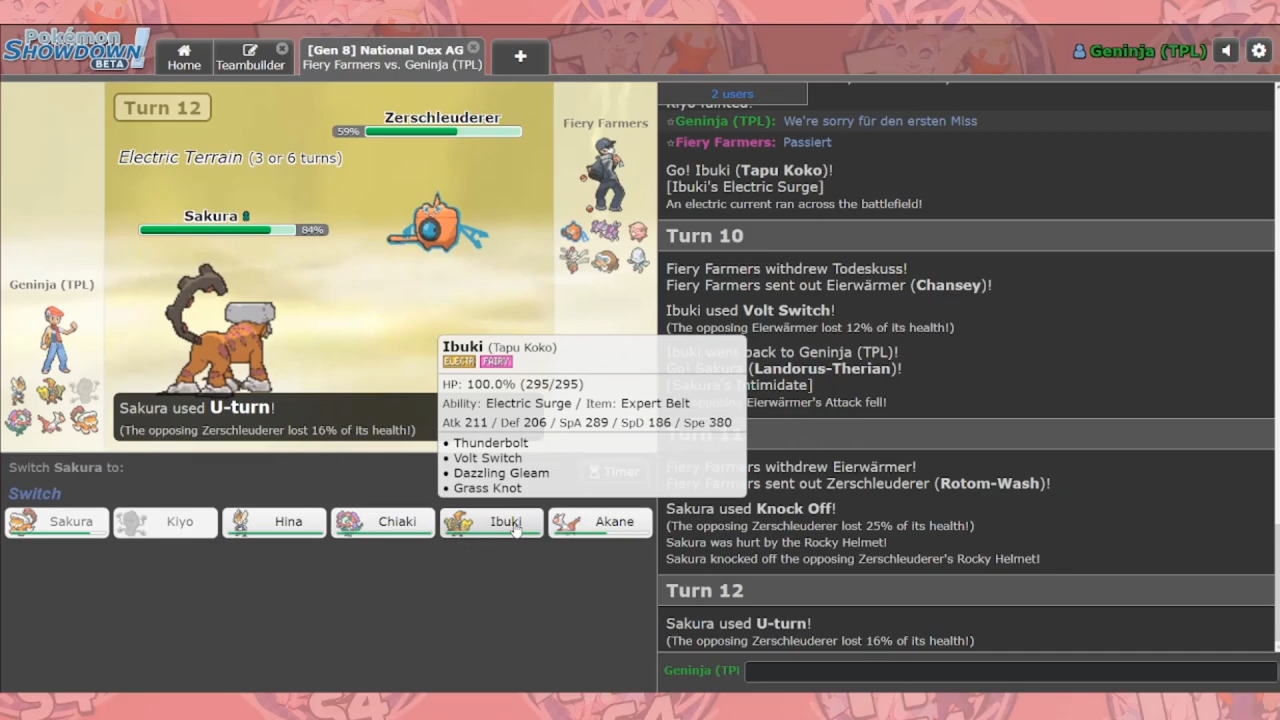 Pokémon
SHOWDOWN!
BETA
Home
Teambuilder
[Gen 8] National Dex AG
Fiery Farmers vs. Geninja (TPL)
Geninja (TPL)
Turn 12
Zerschleuderer
59%
Electric Terrain (3 or 6 turns)
Sakura
84%
Fiery Farmers
Geninja (TPL)
Sakura used U-turn!
(The opposing Zerschleuderer lost 16% of its health!)
Ibuki (Tapu Koko)
ELECTR FAIRY
HP: 100.0% (295/295)
Ability: Electric Surge / Item: Expert Belt
Atk 211 / Def 206 / SpA 289 / SpD 186 / Spe 380
• Thunderbolt
• Volt Switch
• Dazzling Gleam
• Grass Knot
Switch Sakura to:
Timer
Switch
Sakura
Kiyo
Hina
Chiaki
Ibuki
Akane
2 users
Kiyo fainted!
☆Geninja (TPL): We're sorry für den ersten Miss
☆Fiery Farmers: Passiert
Go! Ibuki (Tapu Koko)!
[Ibuki's Electric Surge]
An electric current ran across the battlefield!
Turn 10
Fiery Farmers withdrew Todeskuss!
Fiery Farmers sent out Eierwärmer (Chansey)!
Ibuki used Volt Switch!
(The opposing Eierwärmer lost 12% of its health!)
Ibuki went back to Geninja (TPL)!
Go! Sakura (Landorus-Therian)!
[Sakura's Intimidate]
opposing Eierwärmer's Attack fell!
Turn 11
Fiery Farmers withdrew Eierwärmer!
Fiery Farmers sent out Zerschleuderer (Rotom-Wash)!
Sakura used Knock Off!
(The opposing Zerschleuderer lost 25% of its health!)
Sakura was hurt by the Rocky Helmet!
Sakura knocked off the opposing Zerschleuderer's Rocky Helmet!
Turn 12
Sakura used U-turn!
(The opposing Zerschleuderer lost 16% of its health!)
Geninja (TPl